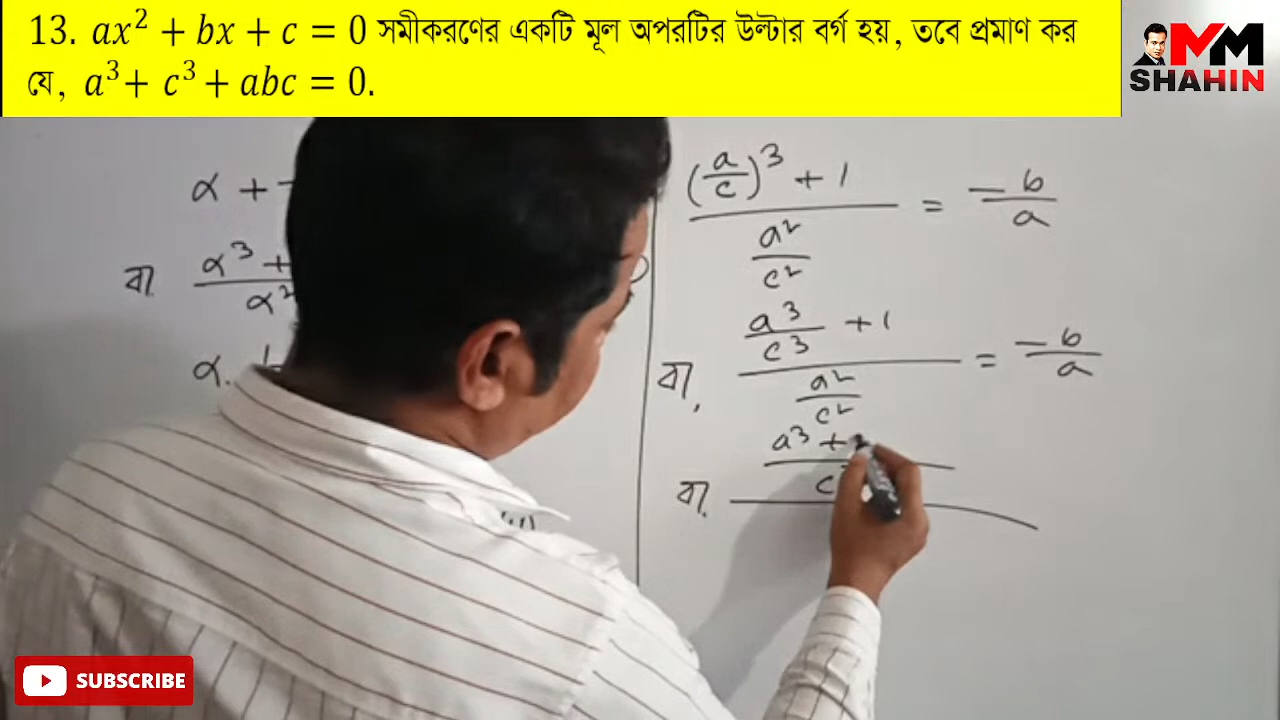 13. ax² + bx + c = 0 সমীকরণের একটি মূল অপরটির উল্টার বর্গ হয়, তবে প্রমাণ কর
যে, a³ + c³ + abc = 0.
MM
SHAHIN
α +
বা α³ +
α²
α.
(a/c)³ + 1 / a²/c² = -b/a
বা, a³/c³ + 1 / a²/c² = -b/a
বা. a³ +
c
SUBSCRIBE